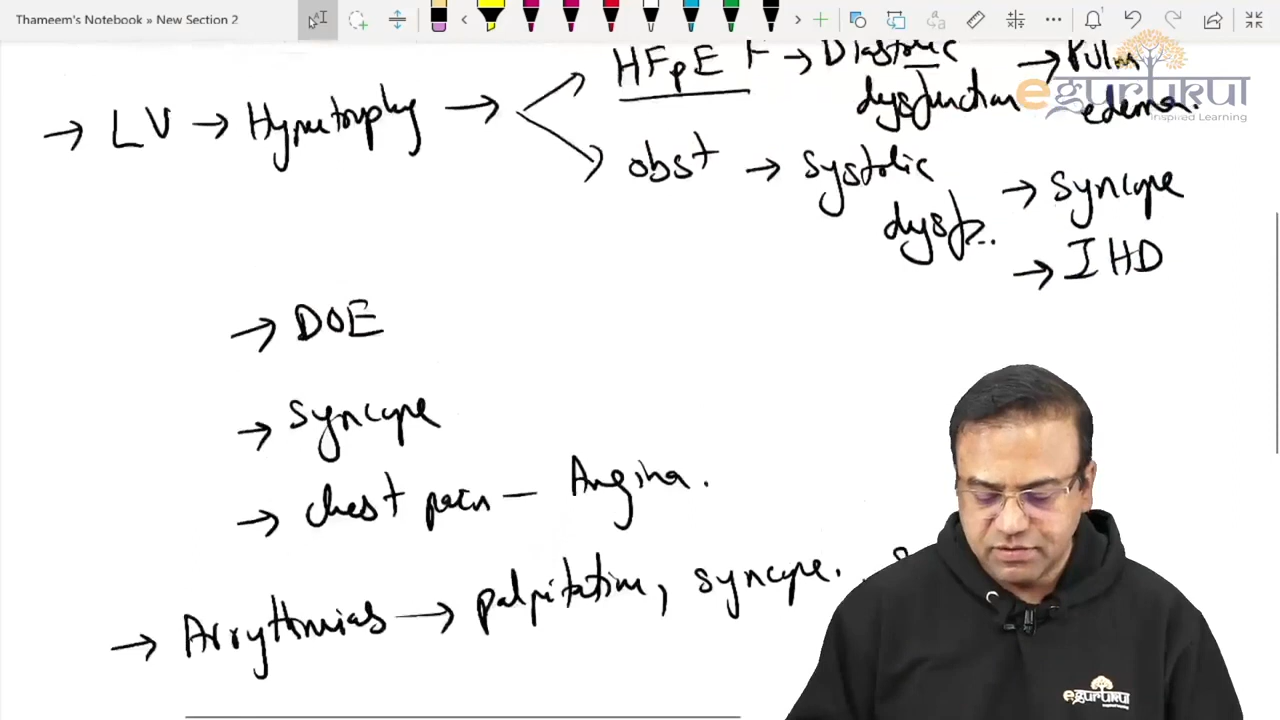 Thameem's Notebook » New Section 2
HFpEF → Diastolic dysfunction → Pulm edema.
egurukul
Inspired Learning
→ LV → Hypertrophy →
obst → systolic dysf... → syncope
→ IHD
→ DOE
→ syncope
→ chest pain — Angina.
→ Arrythmias → palpitation, syncope.
egurukul